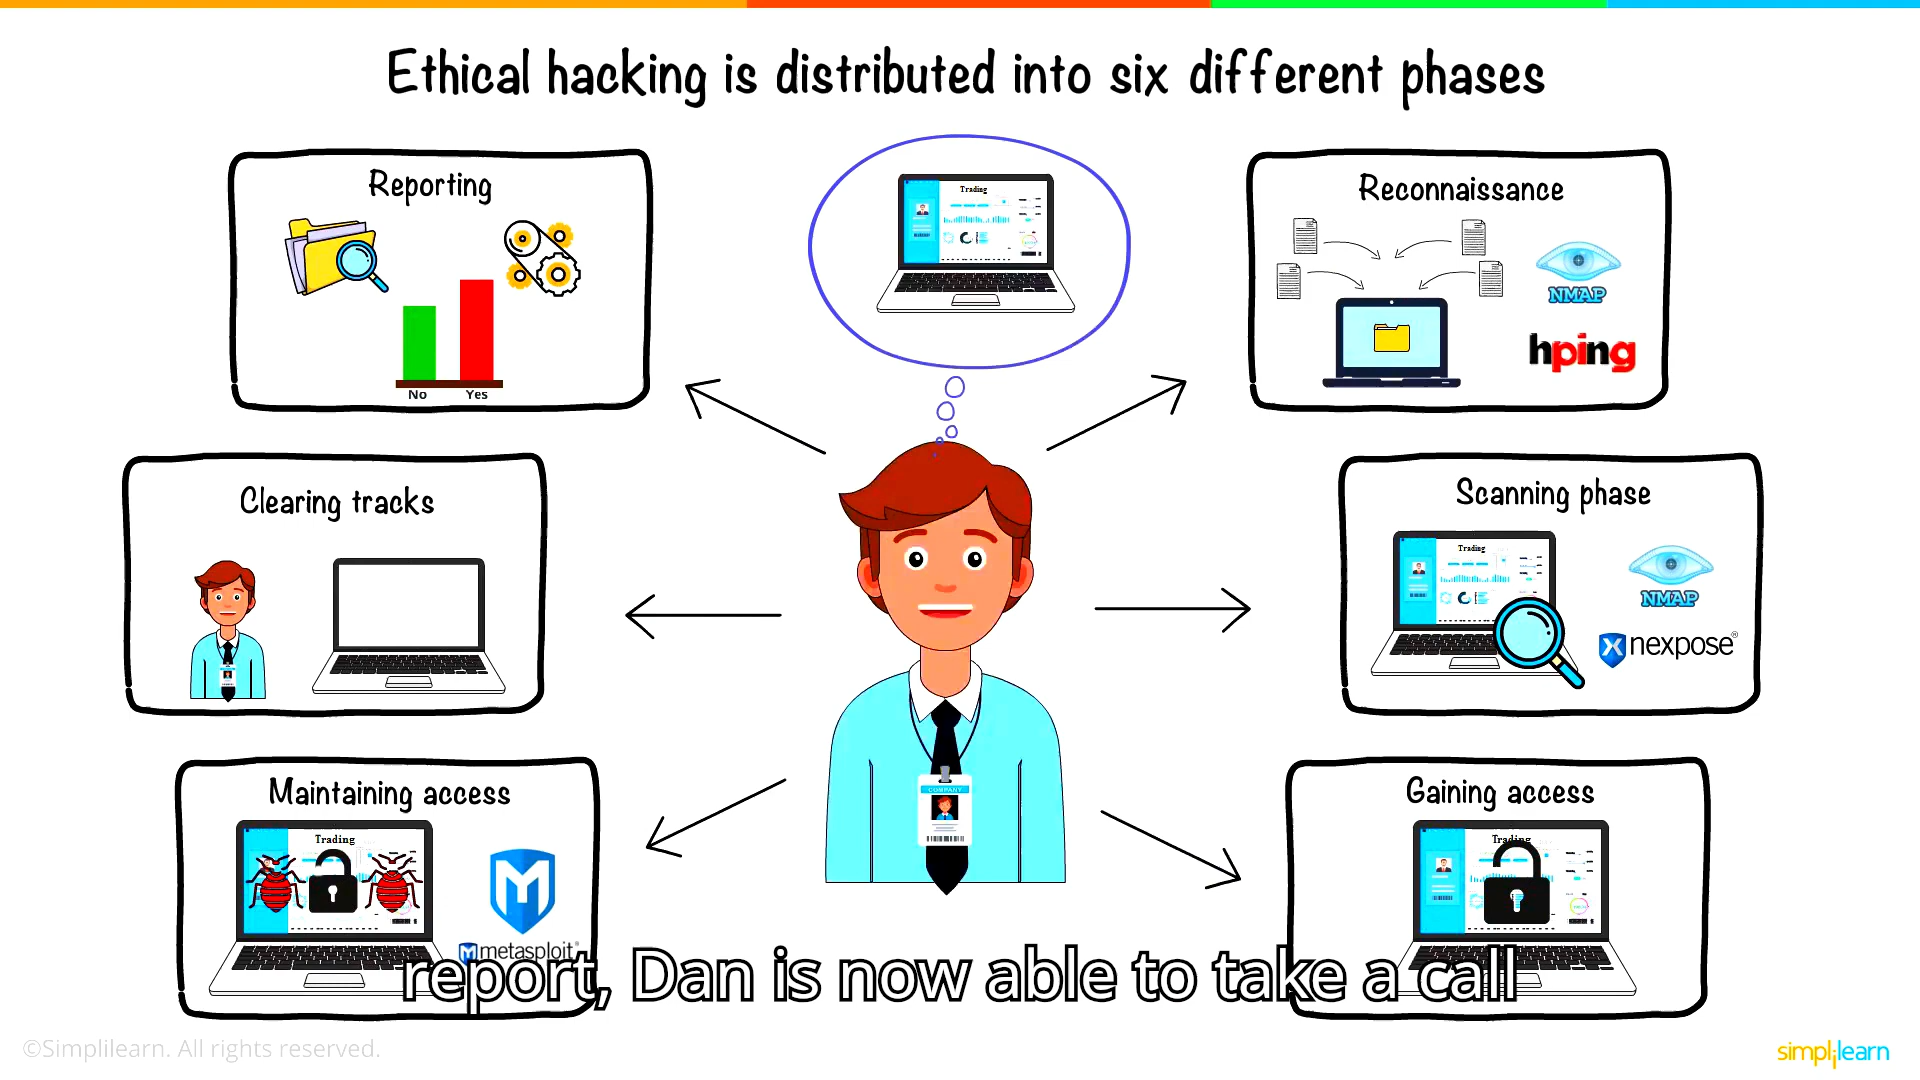 Ethical hacking is distributed into six different phases
Reporting
No Yes
Trading
Reconnaissance
NMAP
hping
Clearing tracks
Scanning phase
Trading
NMAP
nexpose®
Maintaining access
Trading
metasploit®
COMPANY
Gaining access
Trading
report, Dan is now able to take a call
©Simplilearn. All rights reserved.
simplilearn